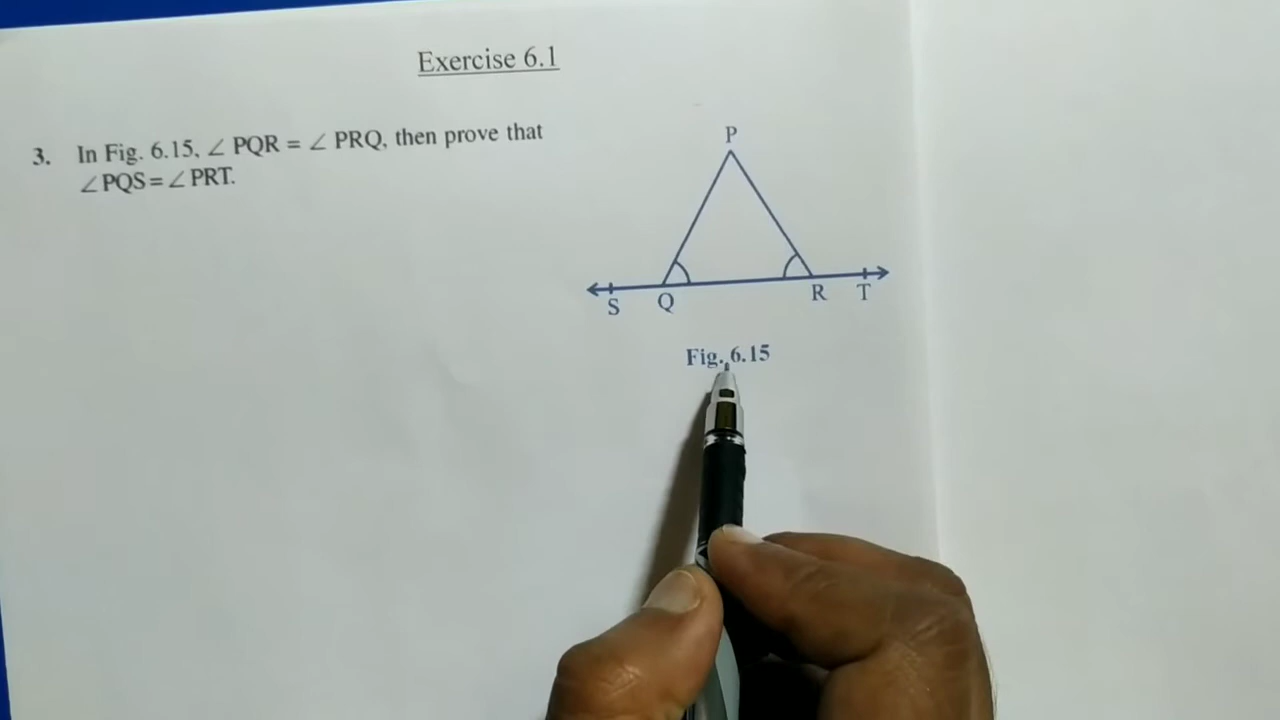 Exercise 6.1
3. In Fig. 6.15, ∠ PQR = ∠ PRQ, then prove that
∠PQS = ∠PRT.
P
S Q R T
Fig. 6.15